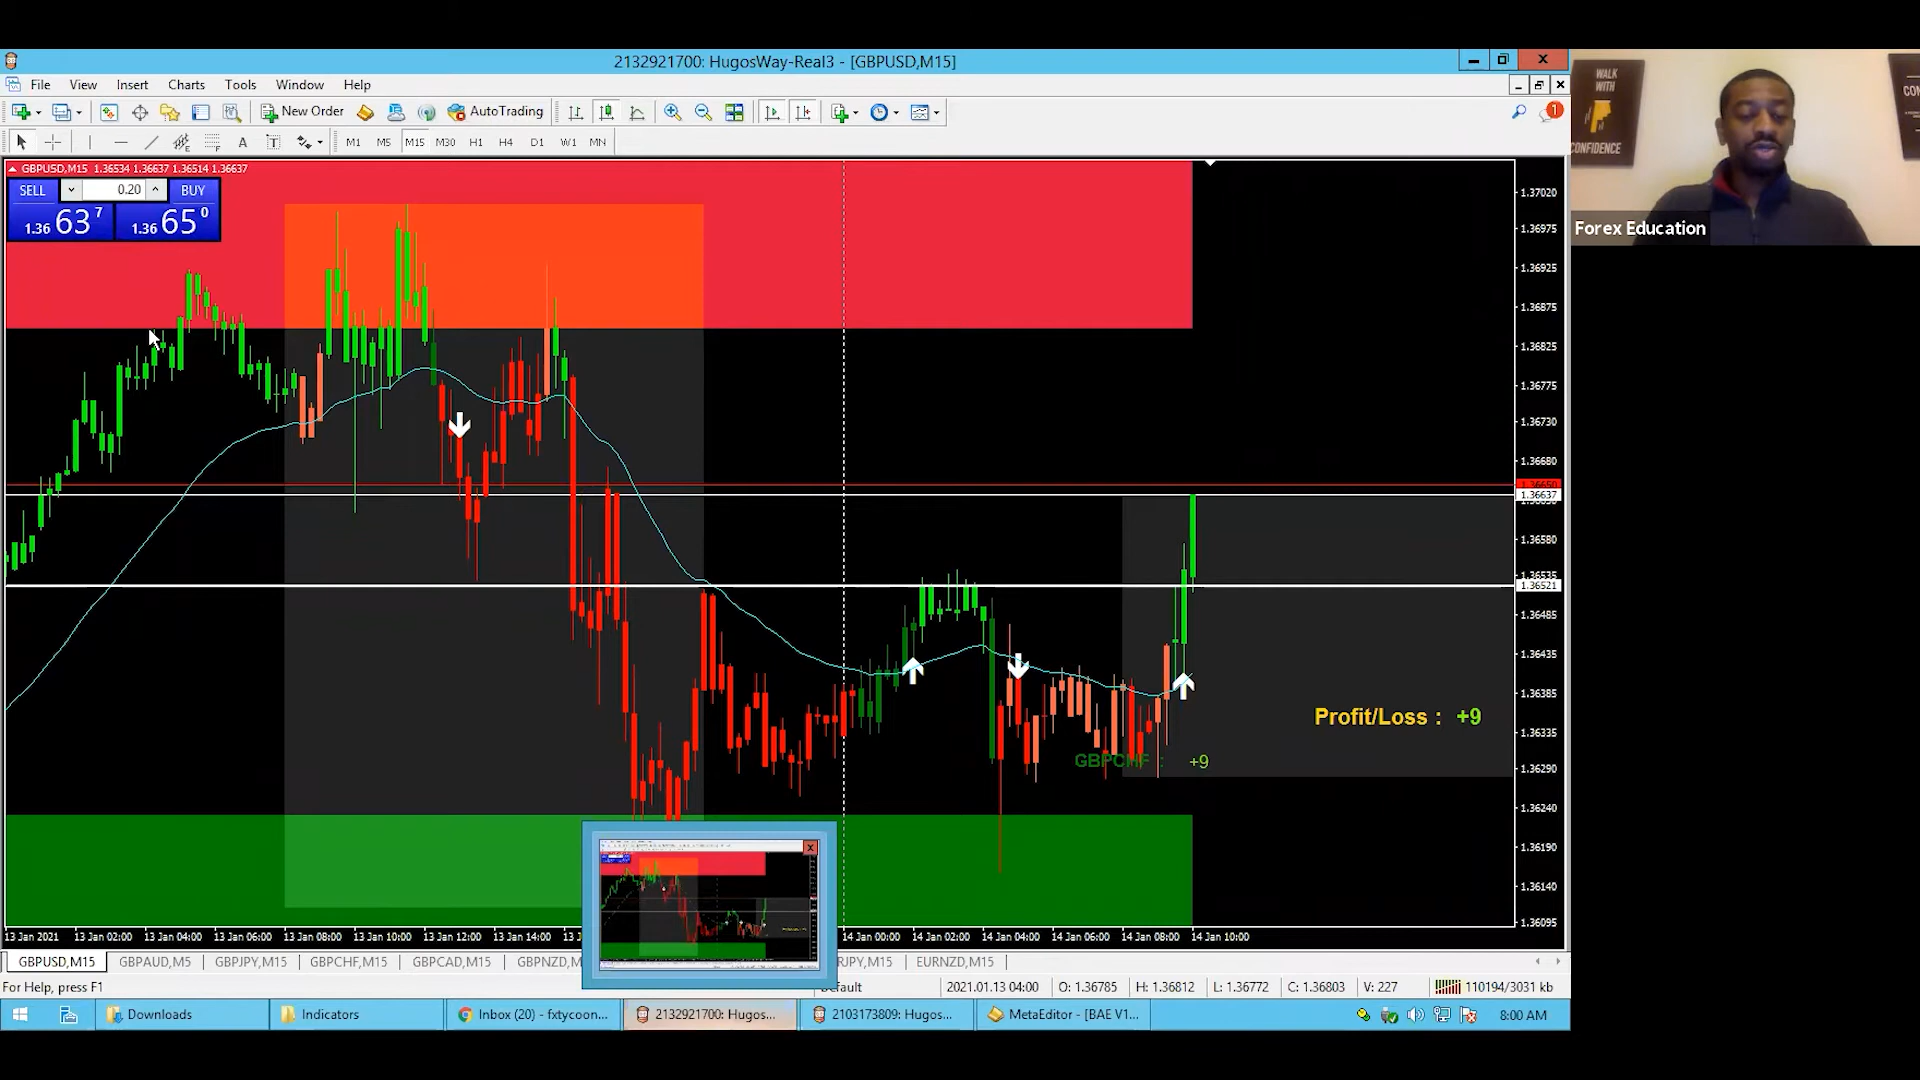 2132921700: HugosWay-Real3 - [GBPUSD,M15]
File View Insert Charts Tools Window Help
New Order AutoTrading 1
A T M1 M5 M15 M30 H1 H4 D1 W1 MN
GBPUSD,M15 1.36534 1.36637 1.36514 1.36637
SELL 0.20 BUY
1.36 63 7 1.36 65 0
WALK
WITH
CONFIDENCE
Forex Education
1.37020
1.36975
1.36925
1.36875
1.36825
1.36775
1.36730
1.36680
1.36650
1.36637
1.36580
1.36535
1.36521
1.36485
1.36435
1.36385
1.36335
1.36290
1.36240
1.36190
1.36140
1.36095
Profit/Loss : +9
GBPCHF : +9
13 Jan 2021 13 Jan 02:00 13 Jan 04:00 13 Jan 06:00 13 Jan 08:00 13 Jan 10:00 13 Jan 12:00 13 Jan 14:00 14 Jan 00:00 14 Jan 02:00 14 Jan 04:00 14 Jan 06:00 14 Jan 08:00 14 Jan 10:00
GBPUSD,M15 GBPAUD,M5 GBPJPY,M15 GBPCHF,M15 GBPCAD,M15 GBPNZD,M RJPY,M15 EURNZD,M15
For Help, press F1 efault 2021.01.13 04:00 O: 1.36785 H: 1.36812 L: 1.36772 C: 1.36803 V: 227 110194/3031 kb
Downloads Indicators Inbox (20) - fxtycoon... 2132921700: Hugos... 2103173809: Hugos... MetaEditor - [BAE V1... 8:00 AM